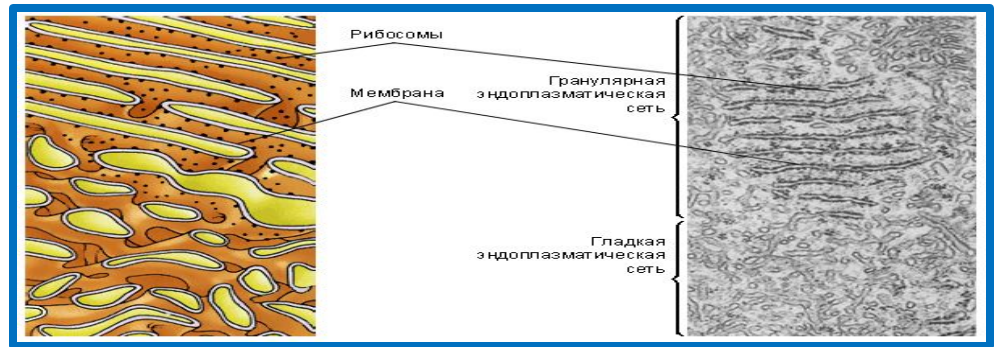 Рибосомы
Гранулярная
эндоплазматическая
сеть
Мембрана
Гладкая
эндоплазматическая
сеть